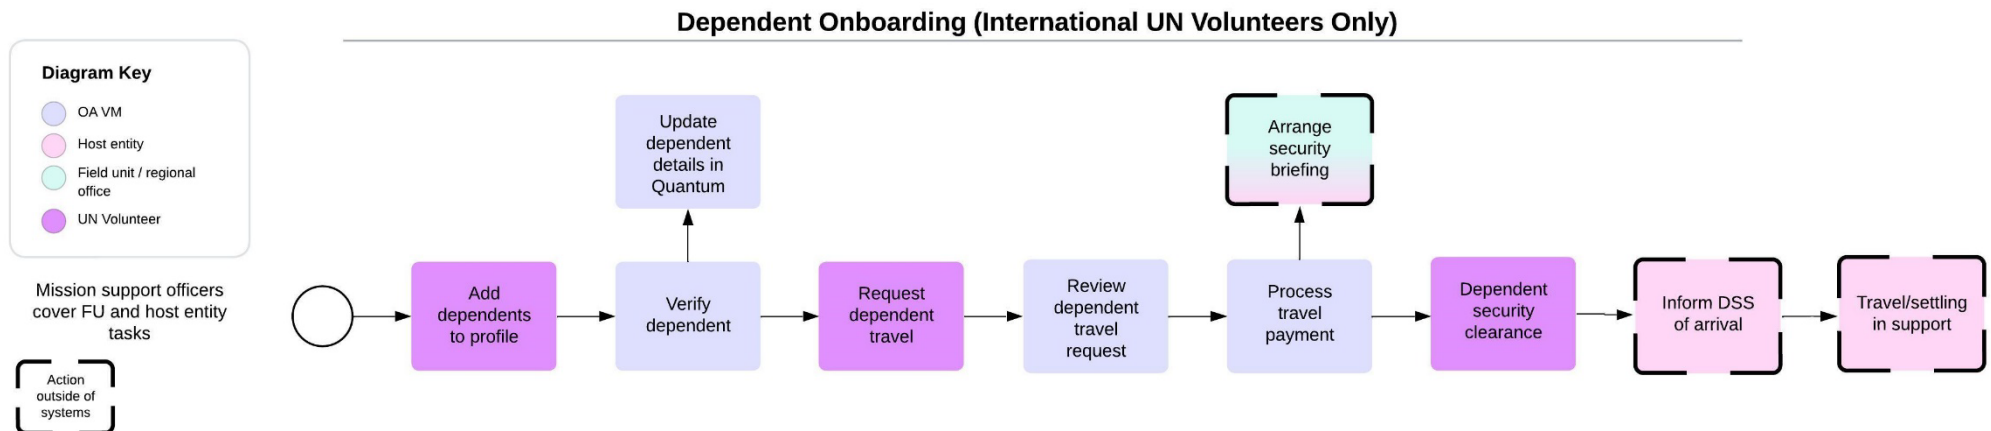 Dependent Onboarding (International UN Volunteers Only)
Diagram Key
OA VM
Host entity
Field unit / regional
office
UN Volunteer
Mission support officers
cover FU and host entity
tasks
Action
outside of
systems
Add
dependents
to profile
Update
dependent
details in
Quantum
Verify
dependent
Request
dependent
travel
Review
dependent
travel
request
Arrange
security
briefing
Process
travel
payment
Dependent
security
clearance
Inform DSS
of arrival
Travel/settling
in support